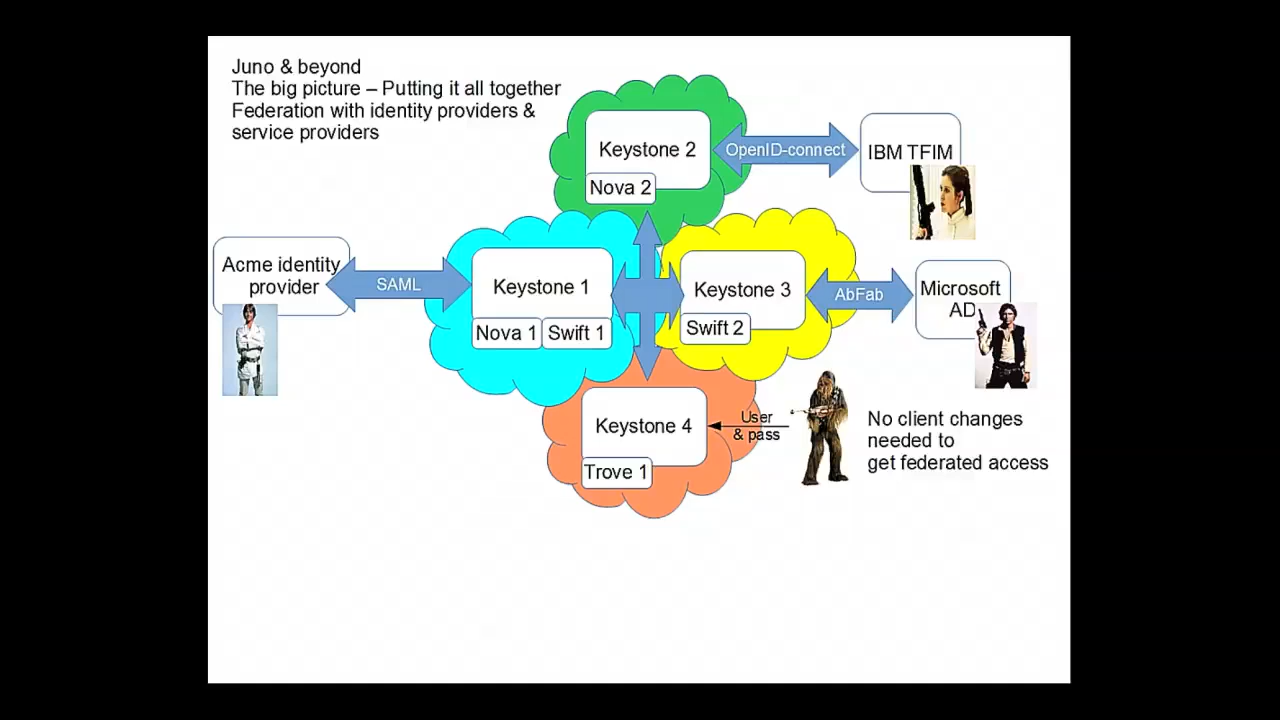 Juno & beyond
The big picture – Putting it all together
Federation with identity providers &
service providers
Keystone 2
Nova 2
OpenID-connect
IBM TFIM
Acme identity
provider
SAML
Keystone 1
Nova 1
Swift 1
Keystone 3
Swift 2
AbFab
Microsoft
AD
Keystone 4
Trove 1
User
& pass
No client changes
needed to
get federated access